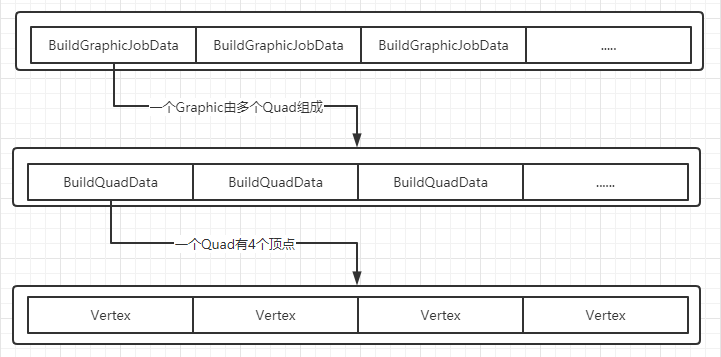 BuildGraphicJobData BuildGraphicJobData BuildGraphicJobData .....
一个Graphic由多个Quad组成
BuildQuadData BuildQuadData BuildQuadData ......
一个Quad有4个顶点
Vertex Vertex Vertex Vertex